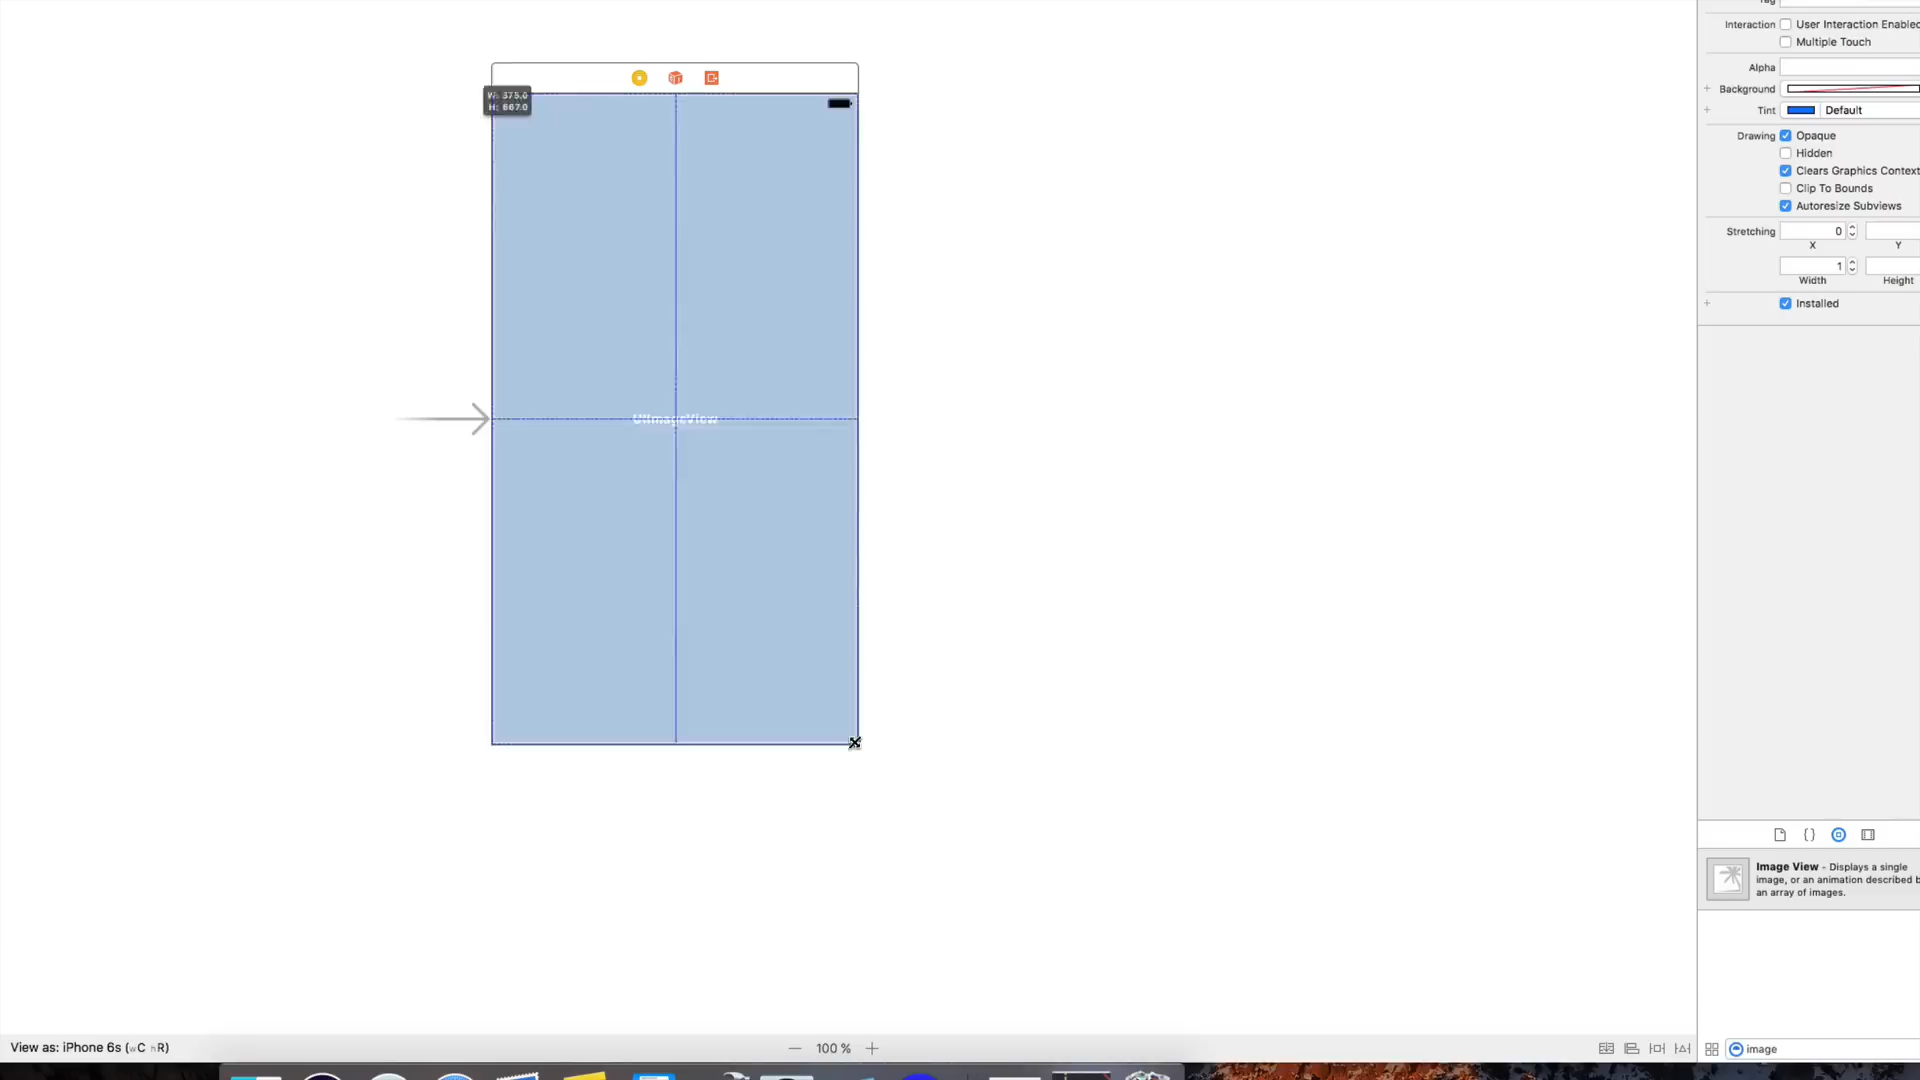 Interaction User Interaction Enabled
Multiple Touch
Alpha
Background
Tint Default
Drawing Opaque
Hidden
Clears Graphics Context
Clip To Bounds
Autoresize Subviews
Stretching 0
X Y
1
Width Height
Installed
W: 375.0
H: 667.0
UIImageView
{ }
Image View - Displays a single
image, or an animation described b
an array of images.
View as: iPhone 6s (wC hR)
100 %
image